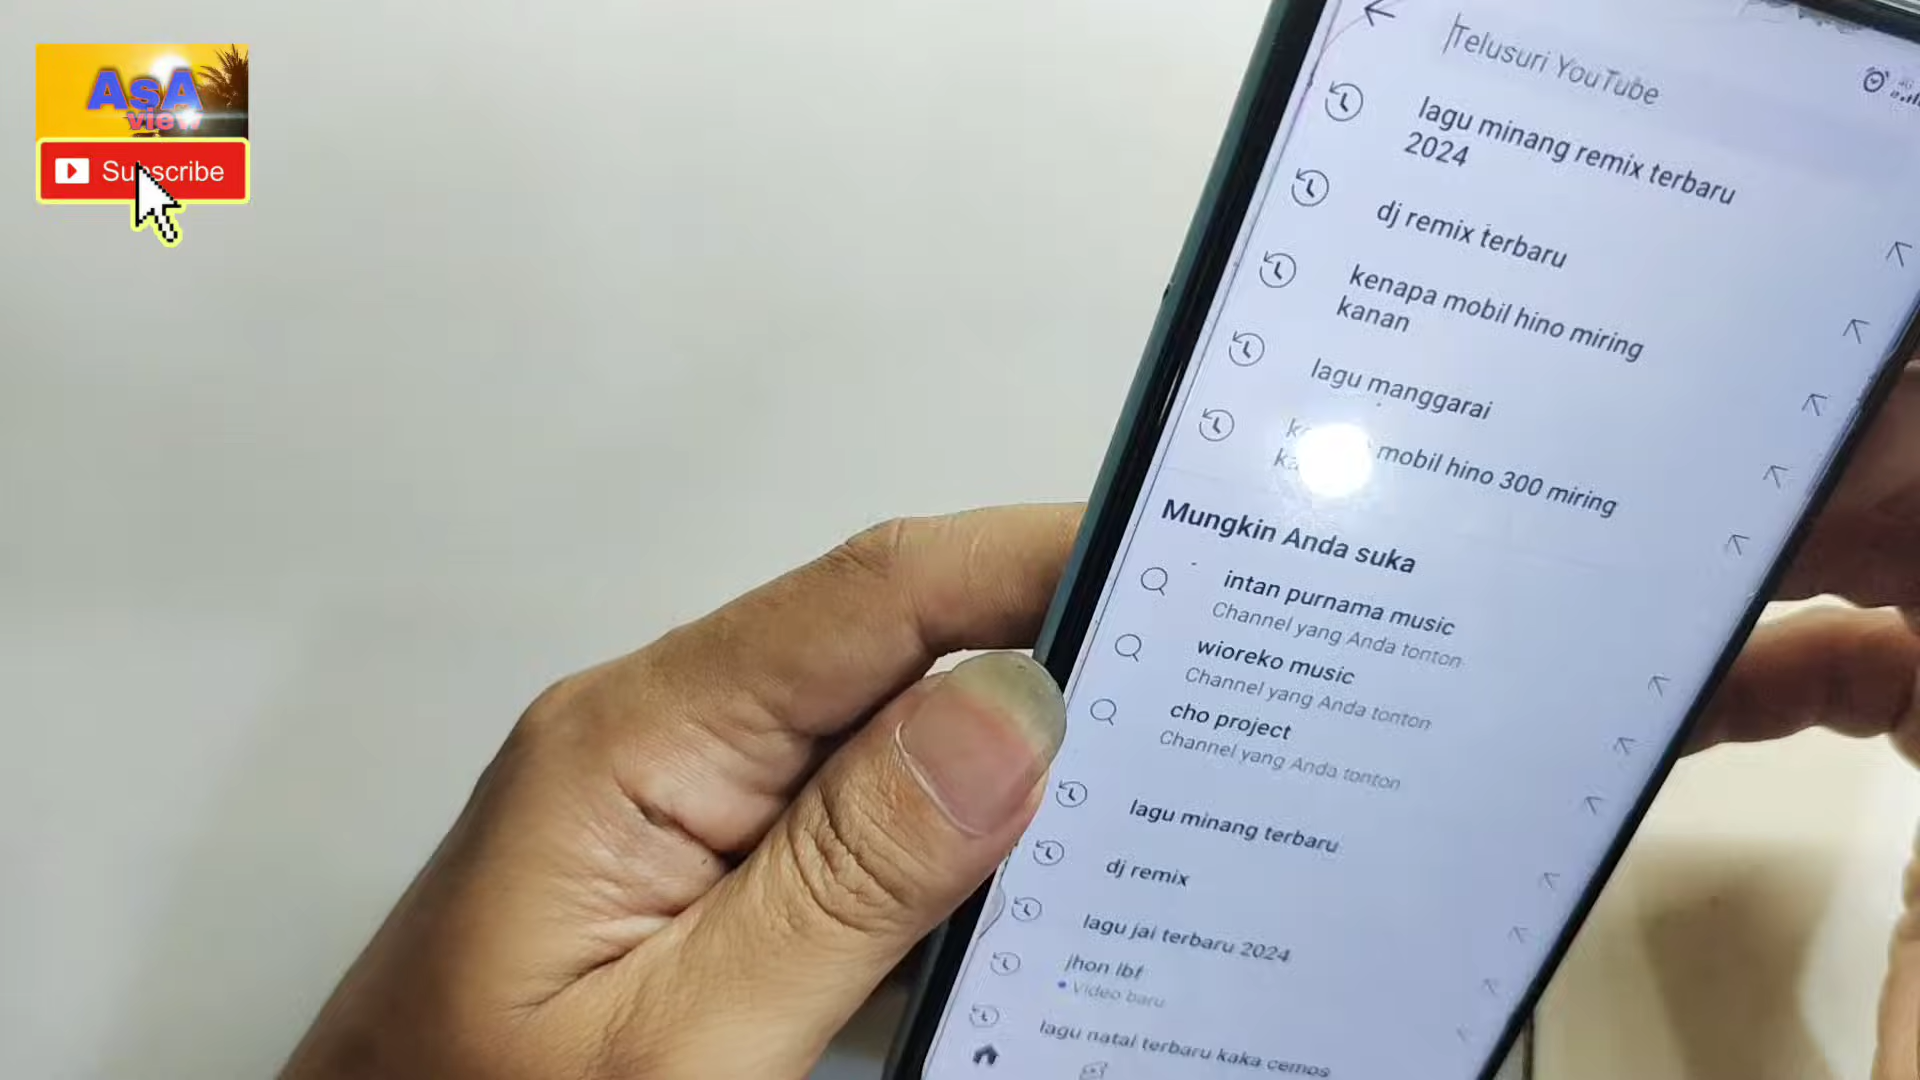 AsA
view
Subscribe
Telusuri YouTube
lagu minang remix terbaru
2024
dj remix terbaru
kenapa mobil hino miring
kanan
lagu manggarai
mobil hino 300 miring
Mungkin Anda suka
intan purnama music
Channel yang Anda tonton
wioreko music
Channel yang Anda tonton
cho project
Channel yang Anda tonton
lagu minang terbaru
dj remix
lagu jai terbaru 2024
jhon lbf
• Video baru
lagu natal terbaru kaka cemos